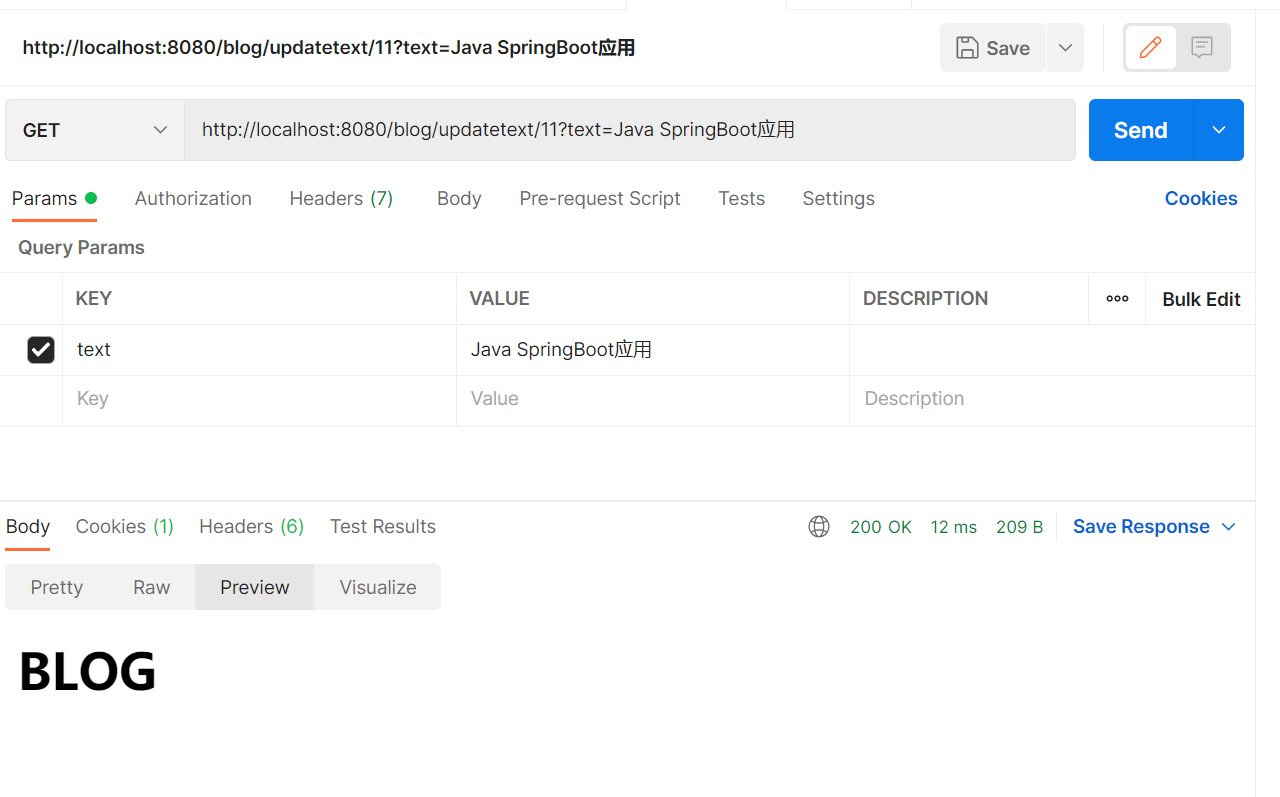 http://localhost:8080/blog/updatetext/11?text=Java SpringBoot应用
Save
GET
http://localhost:8080/blog/updatetext/11?text=Java SpringBoot应用
Send
Params Authorization Headers (7) Body Pre-request Script Tests Settings Cookies
Query Params
KEY VALUE DESCRIPTION ooo Bulk Edit
text Java SpringBoot应用
Key Value Description
Body Cookies (1) Headers (6) Test Results 200 OK 12 ms 209 B Save Response
Pretty Raw Preview Visualize
BLOG